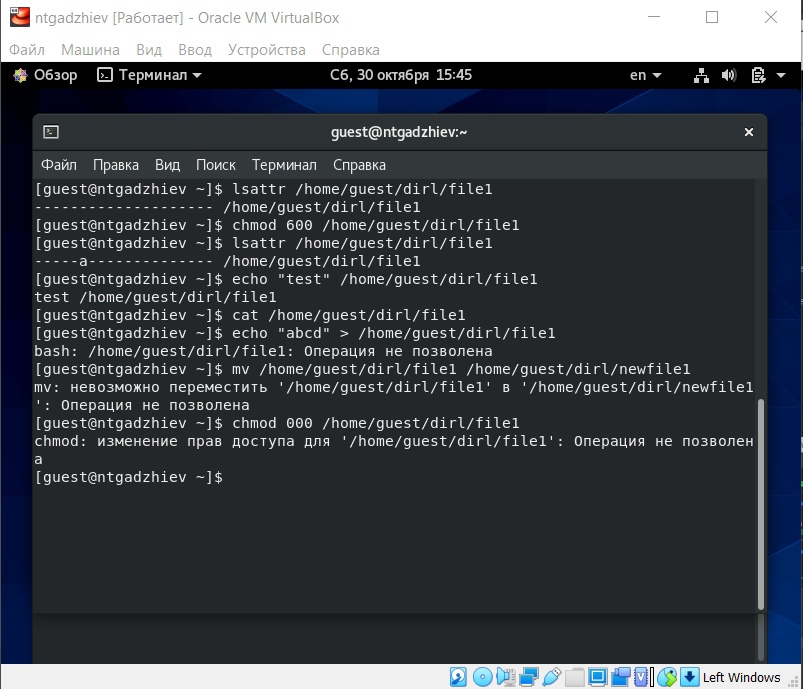 ntgadzhiev [Работает] - Oracle VM VirtualBox
Файл Машина Вид Ввод Устройства Справка
Обзор Терминал Сб, 30 октября 15:45 en
guest@ntgadzhiev:~
Файл Правка Вид Поиск Терминал Справка
[guest@ntgadzhiev ~]$ lsattr /home/guest/dirl/file1
-------------------- /home/guest/dirl/file1
[guest@ntgadzhiev ~]$ chmod 600 /home/guest/dirl/file1
[guest@ntgadzhiev ~]$ lsattr /home/guest/dirl/file1
-----a-------------- /home/guest/dirl/file1
[guest@ntgadzhiev ~]$ echo "test" /home/guest/dirl/file1
test /home/guest/dirl/file1
[guest@ntgadzhiev ~]$ cat /home/guest/dirl/file1
[guest@ntgadzhiev ~]$ echo "abcd" > /home/guest/dirl/file1
bash: /home/guest/dirl/file1: Операция не позволена
[guest@ntgadzhiev ~]$ mv /home/guest/dirl/file1 /home/guest/dirl/newfile1
mv: невозможно переместить '/home/guest/dirl/file1' в '/home/guest/dirl/newfile1
': Операция не позволена
[guest@ntgadzhiev ~]$ chmod 000 /home/guest/dirl/file1
chmod: изменение прав доступа для '/home/guest/dirl/file1': Операция не позволен
а
[guest@ntgadzhiev ~]$
Left Windows